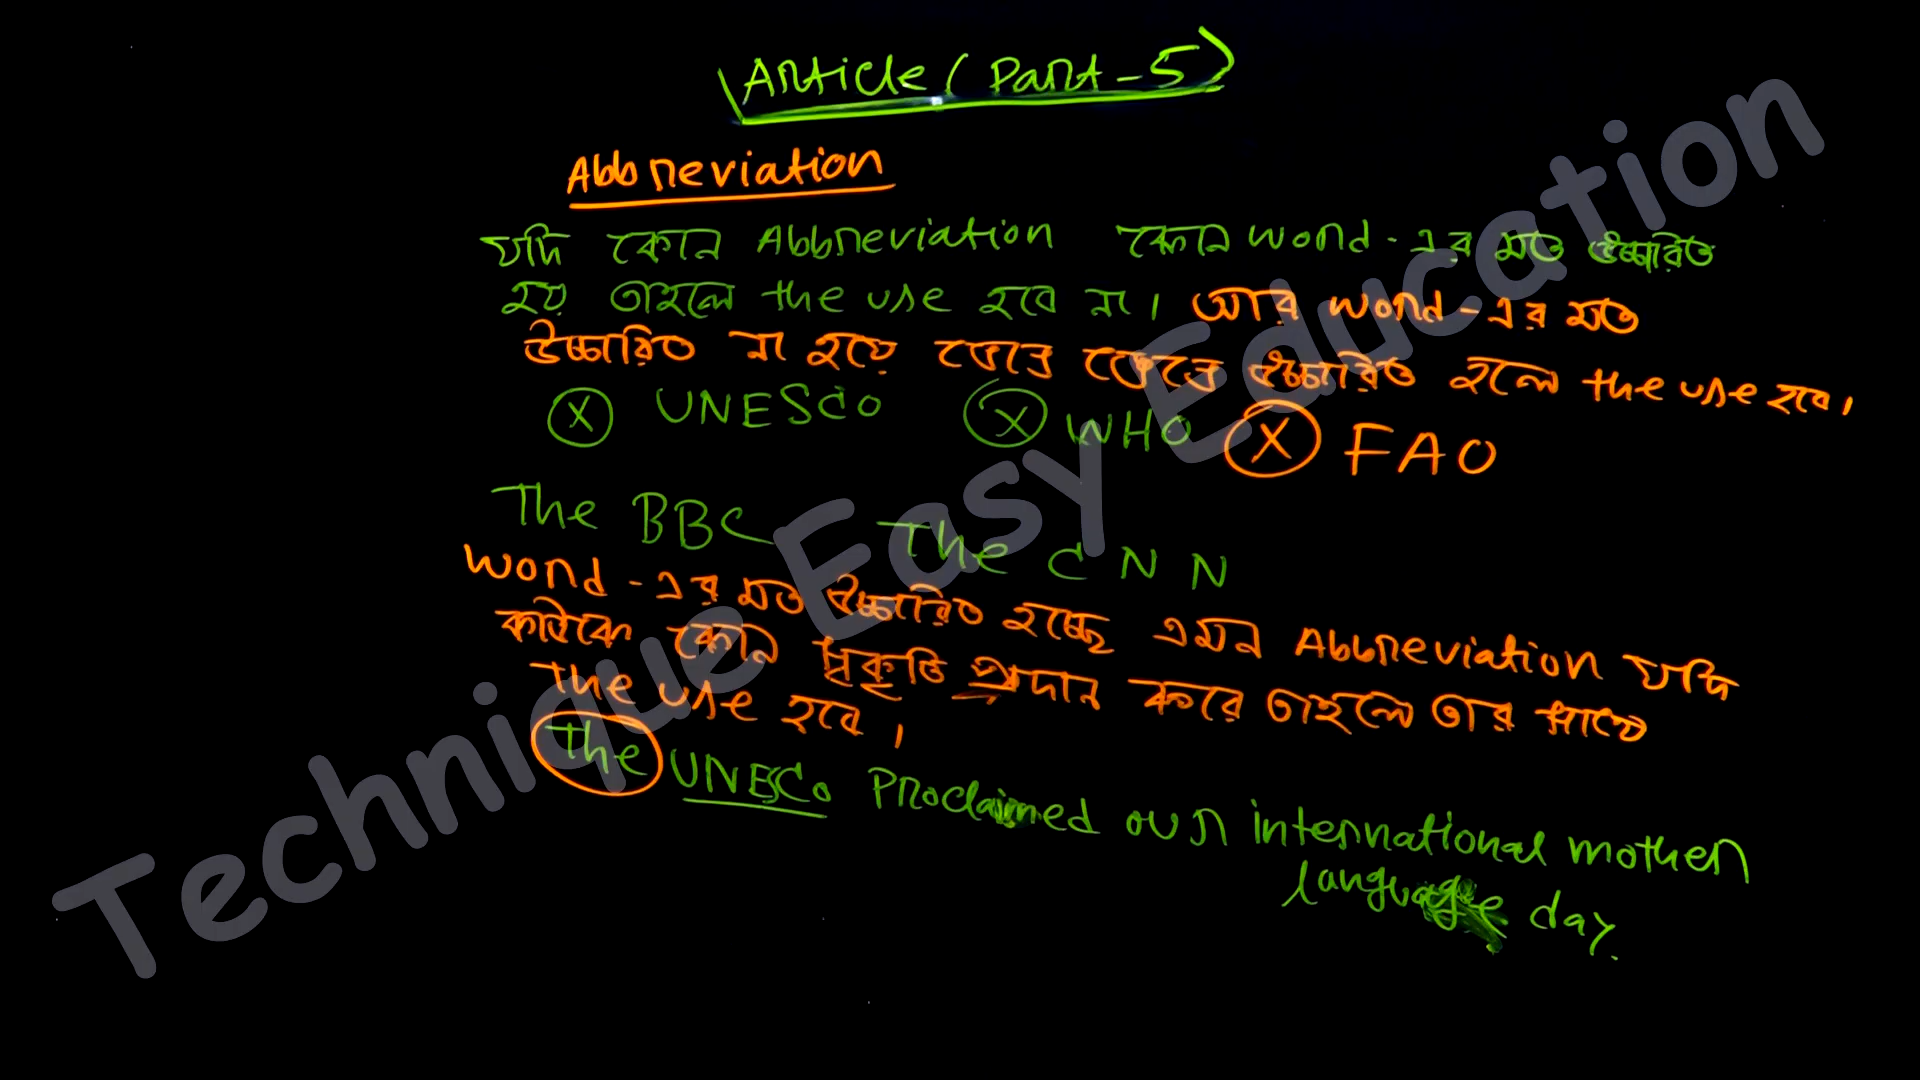 Article (Part-5)
Abbreviation
যদি কোন Abbreviation কোন word-এর মত উচ্চারিত
হয় তাহলে the use হবে না। আর word-এর মত
উচ্চারিত না হয়ে ভেঙে ভেঙে উচ্চারিত হলে the use হবে।
X UNESCO X WHO X FAO
The BBC The CNN
word-এর মত উচ্চারিত হচ্ছে এমন Abbreviation যদি
কাউকে কোন স্বীকৃতি প্রদান করে তাহলে তার সাথে
the use হবে।
The UNESCO Proclaimed our international mother
language day.
Technique Easy Education